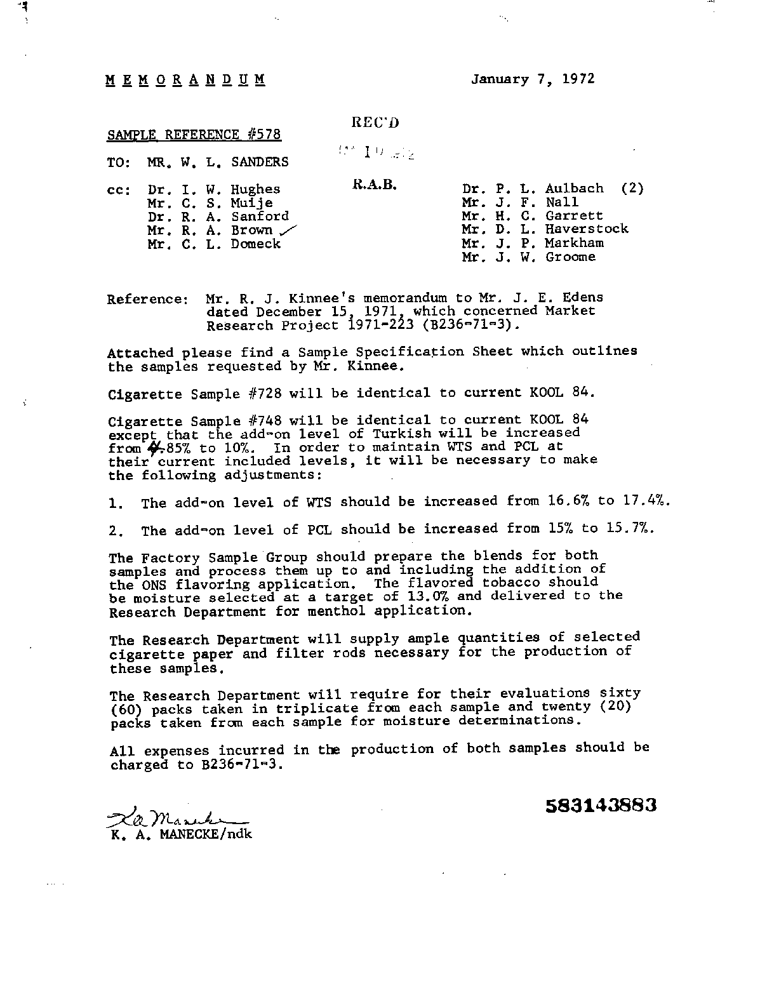 MEMORANDUM January 7, 1972
REC'D
SAMPLE REFERENCE #578
TO: MR. W. L. SANDERS
R.A.B.
cc: Dr. I. W. Hughes Dr. P. L. Aulbach (2)
Mr. C. S. Muije Mr. J. F. Nall
Dr. R. A. Sanford Mr. H. C. Garrett
Mr. R. A. Brown ✓ Mr. D. L. Haverstock
Mr. C. L. Domeck Mr. J. P. Markham
Mr. J. W. Groome
Reference: Mr. R. J. Kinnee's memorandum to Mr. J. E. Edens
dated December 15, 1971, which concerned Market
Research Project 1971-223 (B236-71-3).
Attached please find a Sample Specification Sheet which outlines
the samples requested by Mr. Kinnee.
Cigarette Sample #728 will be identical to current KOOL 84.
Cigarette Sample #748 will be identical to current KOOL 84
except that the add-on level of Turkish will be increased
from 4.85% to 10%. In order to maintain WTS and PCL at
their current included levels, it will be necessary to make
the following adjustments:
1. The add-on level of WTS should be increased from 16.6% to 17.4%.
2. The add-on level of PCL should be increased from 15% to 15.7%.
The Factory Sample Group should prepare the blends for both
samples and process them up to and including the addition of
the ONS flavoring application. The flavored tobacco should
be moisture selected at a target of 13.0% and delivered to the
Research Department for menthol application.
The Research Department will supply ample quantities of selected
cigarette paper and filter rods necessary for the production of
these samples.
The Research Department will require for their evaluations sixty
(60) packs taken in triplicate from each sample and twenty (20)
packs taken from each sample for moisture determinations.
All expenses incurred in the production of both samples should be
charged to B236-71-3.
583143883
K. A. Manecke
K. A. MANECKE/ndk